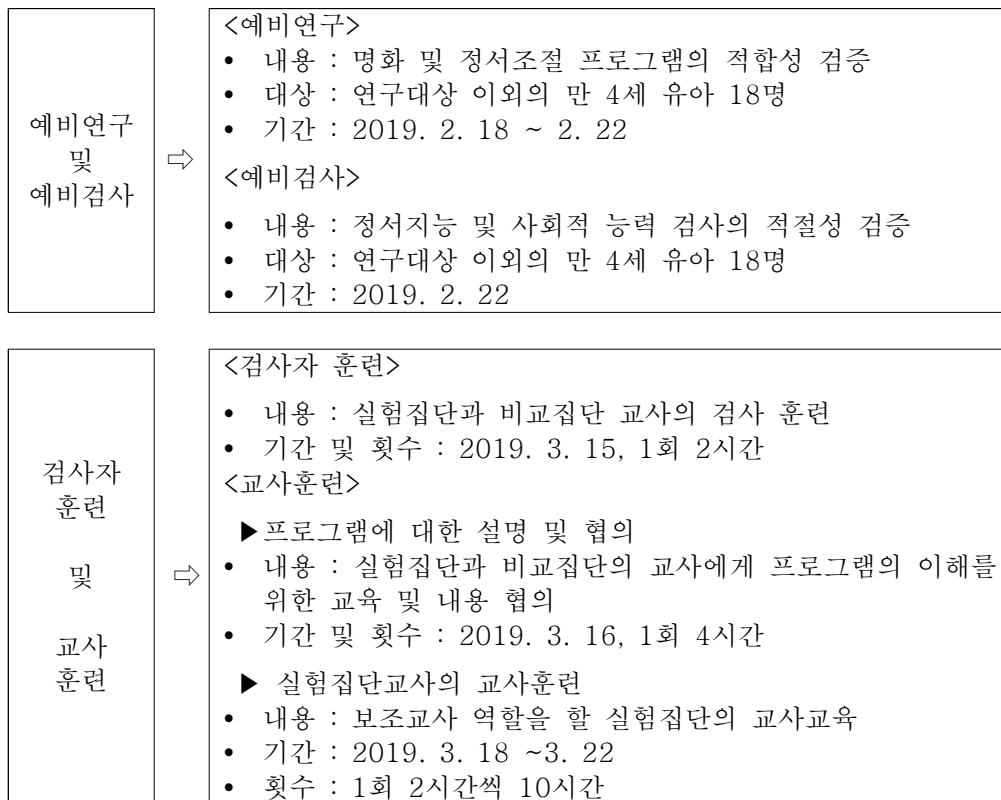 예비연구
및
예비검사
⇨
<예비연구>
• 내용 : 명화 및 정서조절 프로그램의 적합성 검증
• 대상 : 연구대상 이외의 만 4세 유아 18명
• 기간 : 2019. 2. 18 ~ 2. 22
<예비검사>
• 내용 : 정서지능 및 사회적 능력 검사의 적절성 검증
• 대상 : 연구대상 이외의 만 4세 유아 18명
• 기간 : 2019. 2. 22
검사자
훈련
및
교사
훈련
⇨
<검사자 훈련>
• 내용 : 실험집단과 비교집단 교사의 검사 훈련
• 기간 및 횟수 : 2019. 3. 15, 1회 2시간
<교사훈련>
▶프로그램에 대한 설명 및 협의
• 내용 : 실험집단과 비교집단의 교사에게 프로그램의 이해를
위한 교육 및 내용 협의
• 기간 및 횟수 : 2019. 3. 16, 1회 4시간
▶ 실험집단교사의 교사훈련
• 내용 : 보조교사 역할을 할 실험집단의 교사교육
• 기간 : 2019. 3. 18 ~3. 22
• 횟수 : 1회 2시간씩 10시간